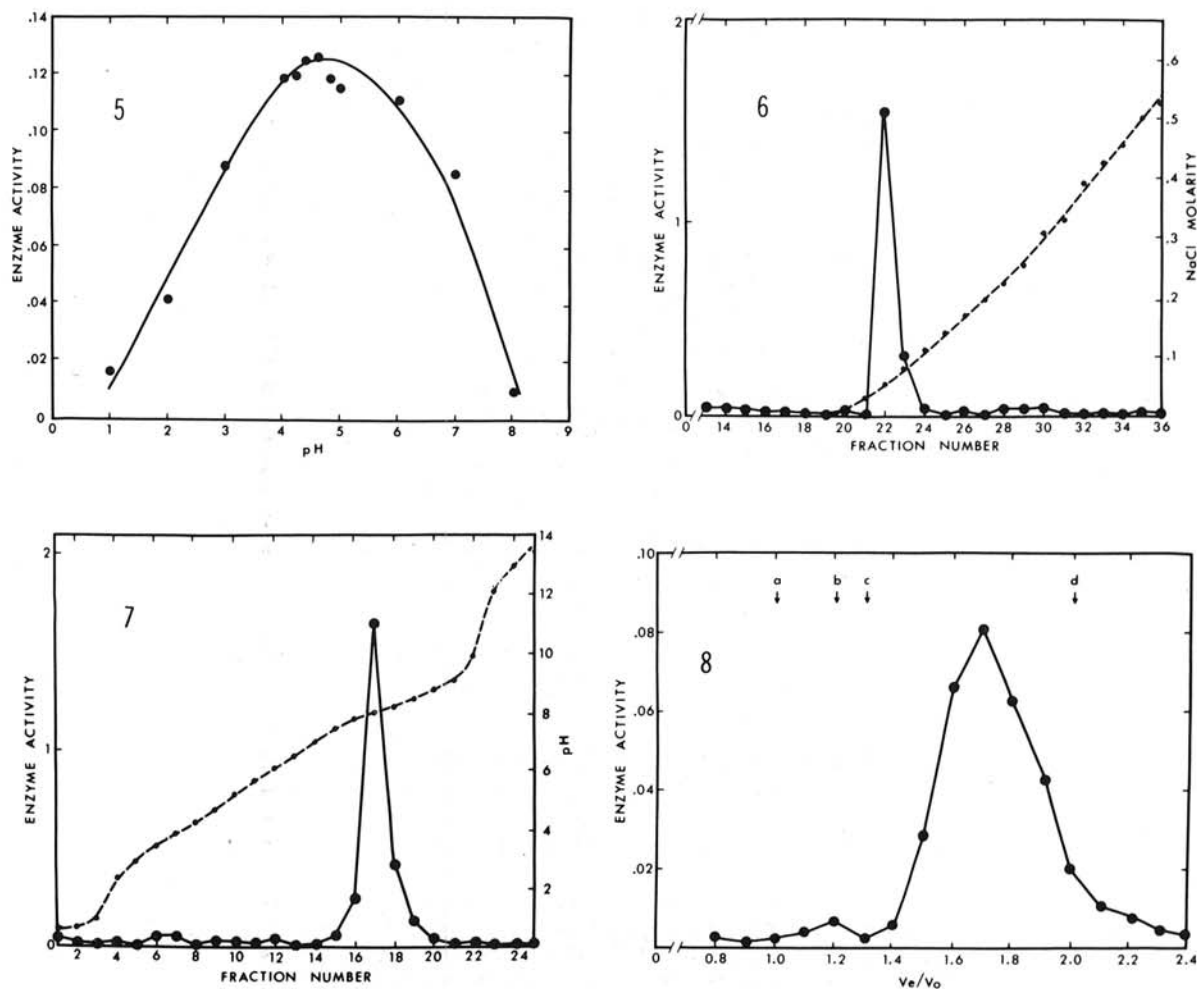 5
ENZYME ACTIVITY
.14
.12
.10
.08
.06
.04
.02
0
1 2 3 4 5 6 7 8 9
pH
6
ENZYME ACTIVITY
2
1
0
NaCl MOLARITY
.6
.5
.4
.3
.2
.1
0 14 16 18 20 22 24 26 28 30 32 34 36
FRACTION NUMBER
7
ENZYME ACTIVITY
2
1
0
pH
14
12
10
8
6
4
2
2 4 6 8 10 12 14 16 18 20 22 24
FRACTION NUMBER
8
ENZYME ACTIVITY
.10
.08
.06
.04
.02
a b c d
0 0.8 1.0 1.2 1.4 1.6 1.8 2.0 2.2 2.4
Ve/Vo